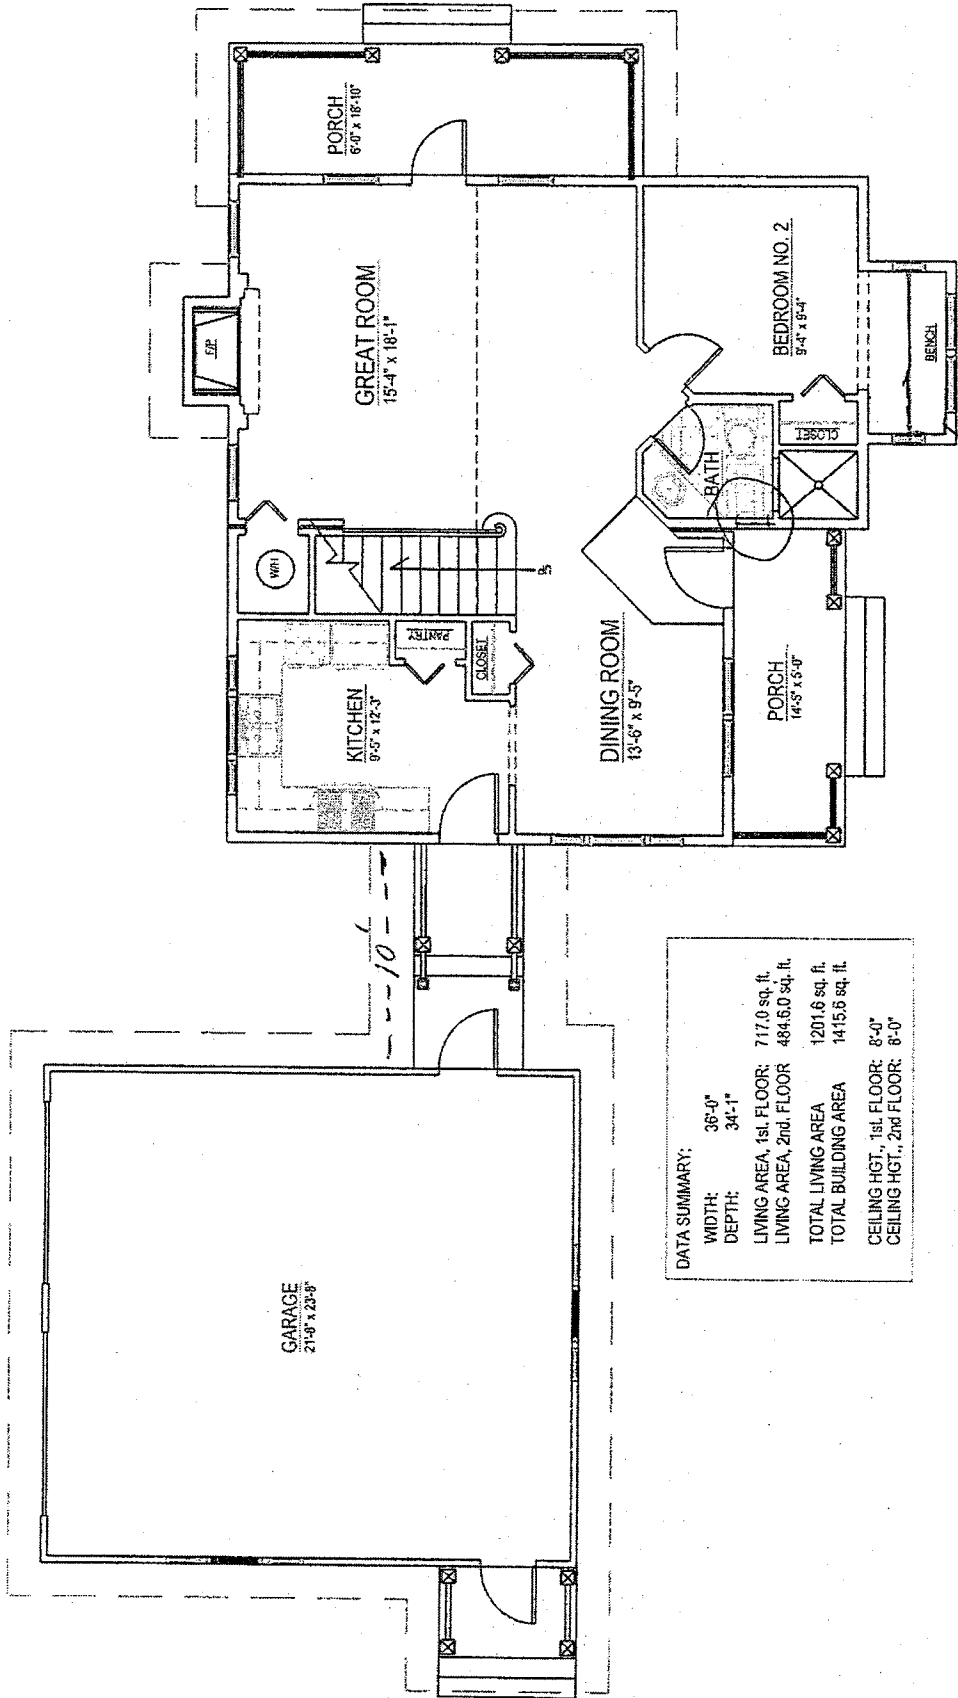 PORCH
6'-0" x 18'-10"
GREAT ROOM
15'-4" x 18'-1"
F/P
BEDROOM NO. 2
9'-4" x 9'-4"
BENCH
CLOSET
BATH
W/H
UP
PANTRY
CLOSET
KITCHEN
9'-5" x 12'-3"
DINING ROOM
13'-6" x 9'-5"
PORCH
14'-5" x 5'-0"
10'
GARAGE
21'-8" x 23'-8"
DATA SUMMARY:
WIDTH: 36'-0"
DEPTH: 34'-1"
LIVING AREA, 1st. FLOOR: 717.0 sq. ft.
LIVING AREA, 2nd. FLOOR 484.6.0 sq. ft.
TOTAL LIVING AREA 1201.6 sq. ft.
TOTAL BUILDING AREA 1415.6 sq. ft.
CEILING HGT., 1st. FLOOR: 8'-0"
CEILING HGT., 2nd FLOOR: 8'-0"